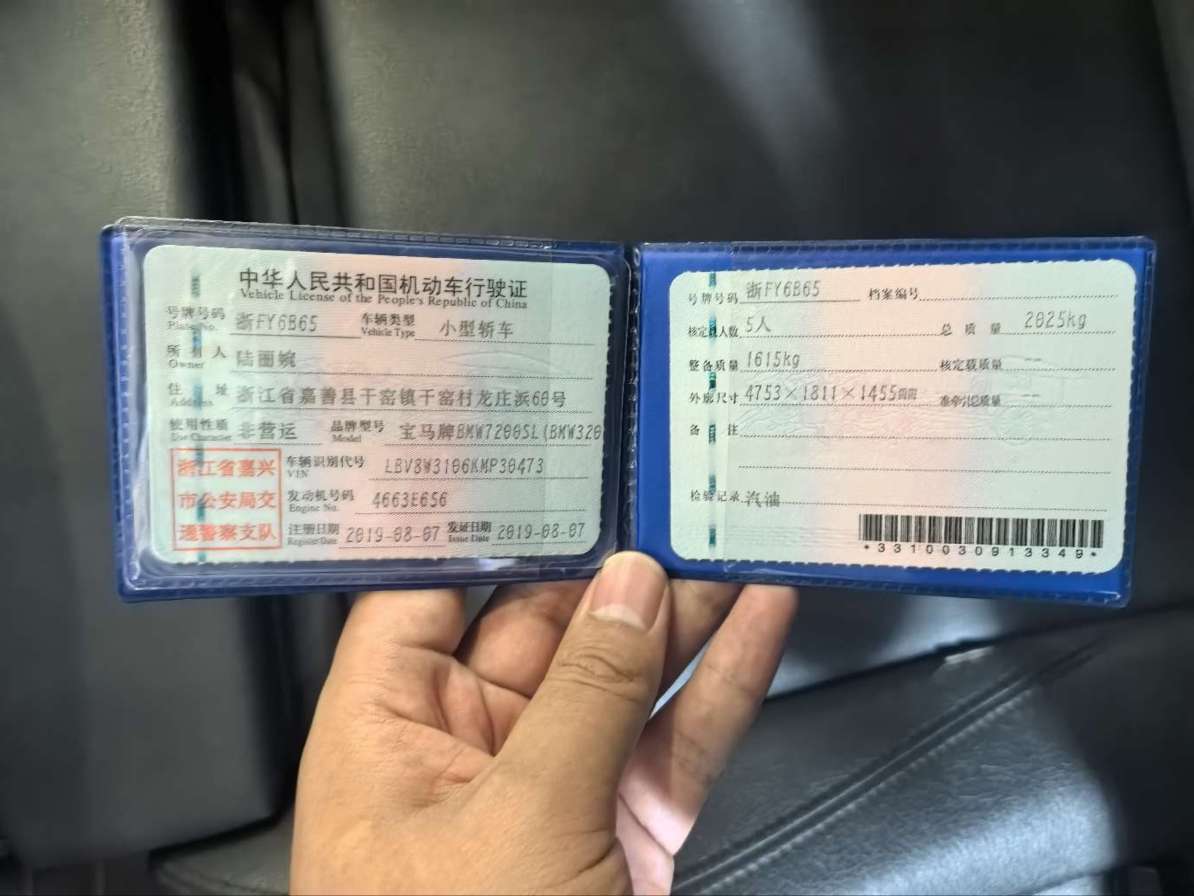 中华人民共和国机动车行驶证
Vehicle License of the People's Republic of China
号牌号码 浙FY6B65 车辆类型 小型轿车
Plate No. Vehicle Type
所有人 陆丽婉
Owner
住址 浙江省嘉善县干窑镇干窑村龙庄浜60号
Address
使用性质 非营运 品牌型号 宝马牌BMW7200SL(BMW320
Use Character Model
浙江省嘉兴
市公安局交
通警察支队
车辆识别代号 LBV8W3106KMP30473
VIN
发动机号码 4663E656
Engine No.
注册日期 2019-08-07 发证日期 2019-08-07
Register Date Issue Date
号牌号码 浙FY6B65 档案编号
核定载人数 5人 总质量 2025kg
整备质量 1615kg 核定载质量 --
外廓尺寸 4753×1811×1455mm 准牵引总质量 --
备注
检验记录 汽油
*3310030913349*